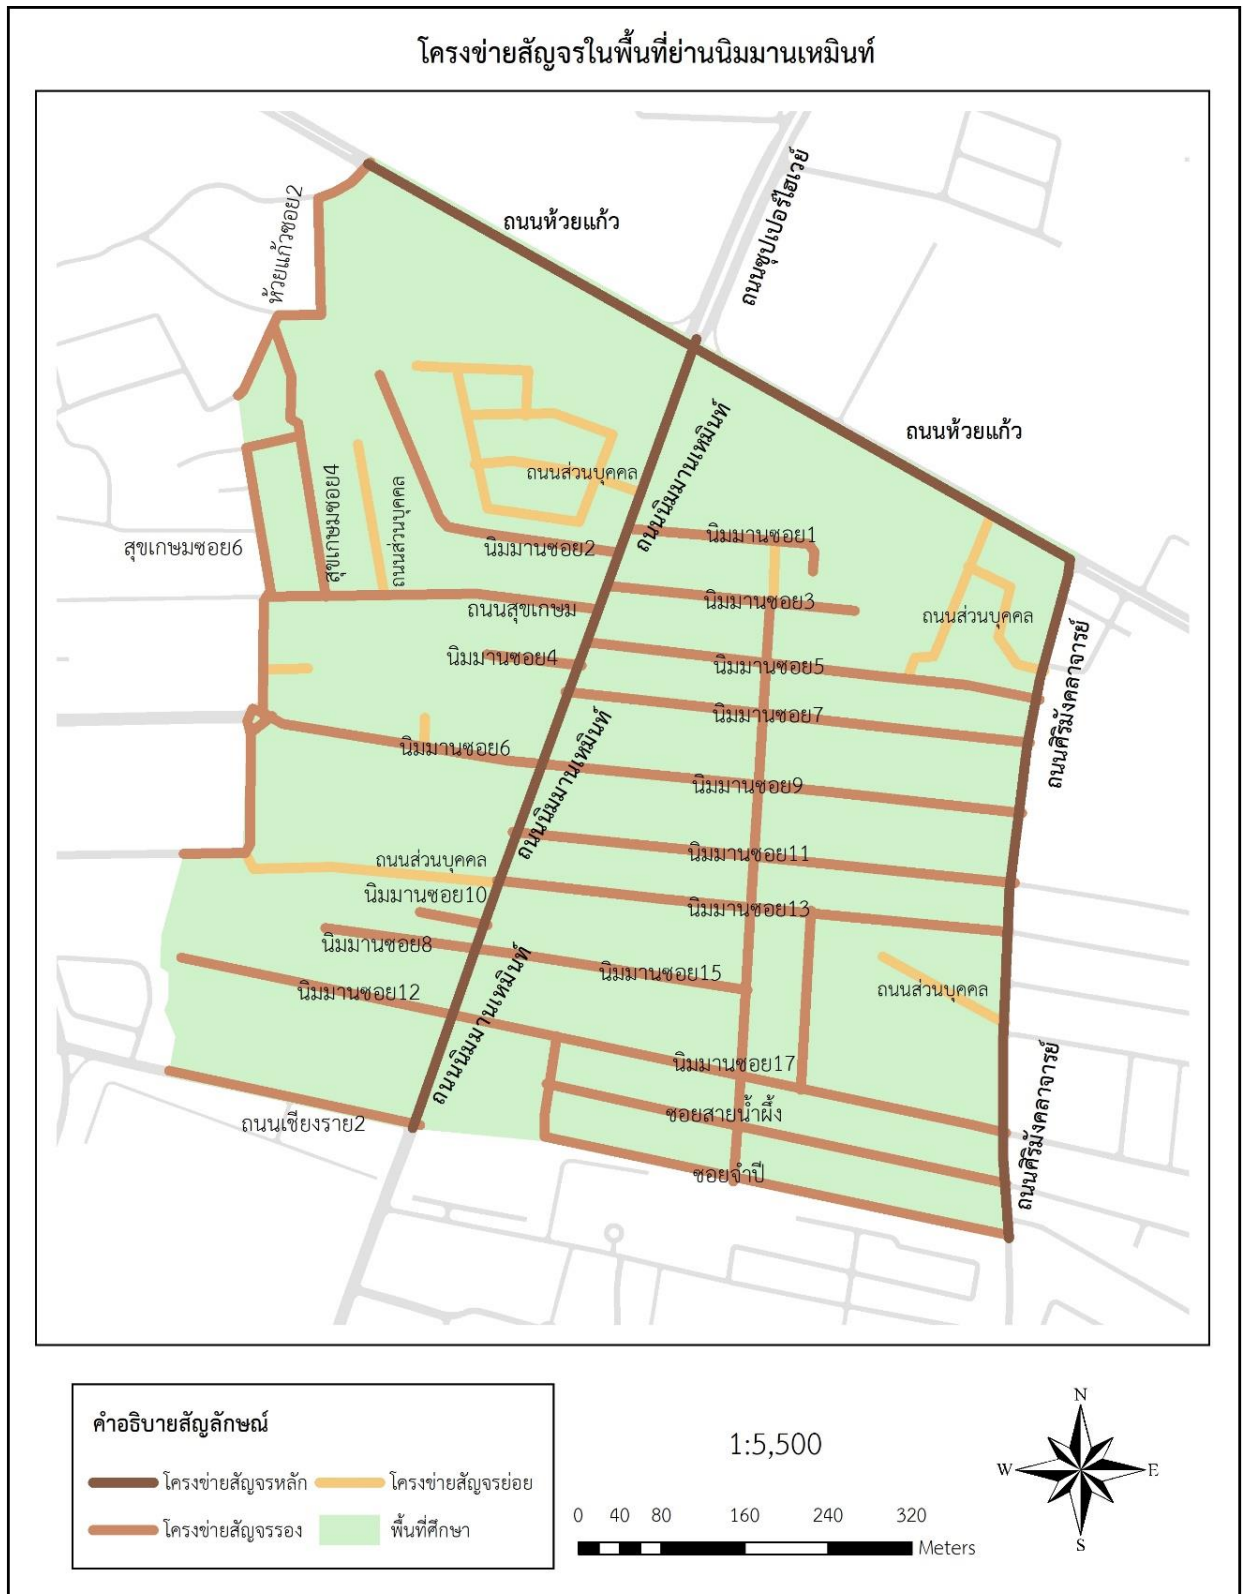 โครงข่ายสัญจรในพื้นที่ย่านนิมมานเหมินท์
ถนนห้วยแก้ว
ถนนซุปเปอร์ไฮเวย์
ห้วยแก้วซอย2
ถนนห้วยแก้ว
ถนนนิมมานเหมินท์
ถนนส่วนบุคคล
สุขเกษมซอย4
ถนนส่วนบุคคล
นิมมานซอย1
สุขเกษมซอย6
นิมมานซอย2
นิมมานซอย3
ถนนสุขเกษม
ถนนส่วนบุคคล
นิมมานซอย4
นิมมานซอย5
ถนนศิริมังคลาจารย์
นิมมานซอย7
นิมมานซอย6
ถนนนิมมานเหมินท์
นิมมานซอย9
นิมมานซอย11
ถนนส่วนบุคคล
นิมมานซอย10
นิมมานซอย13
นิมมานซอย8
นิมมานซอย15
ถนนส่วนบุคคล
นิมมานซอย12
ถนนนิมมานเหมินท์
นิมมานซอย17
ซอยสายน้ำผึ้ง
ถนนศิริมังคลาจารย์
ถนนเชียงราย2
ซอยจำปี
คำอธิบายสัญลักษณ์
โครงข่ายสัญจรหลัก
โครงข่ายสัญจรย่อย
โครงข่ายสัญจรรอง
พื้นที่ศึกษา
1:5,500
0 40 80 160 240 320
Meters
N
W
E
S